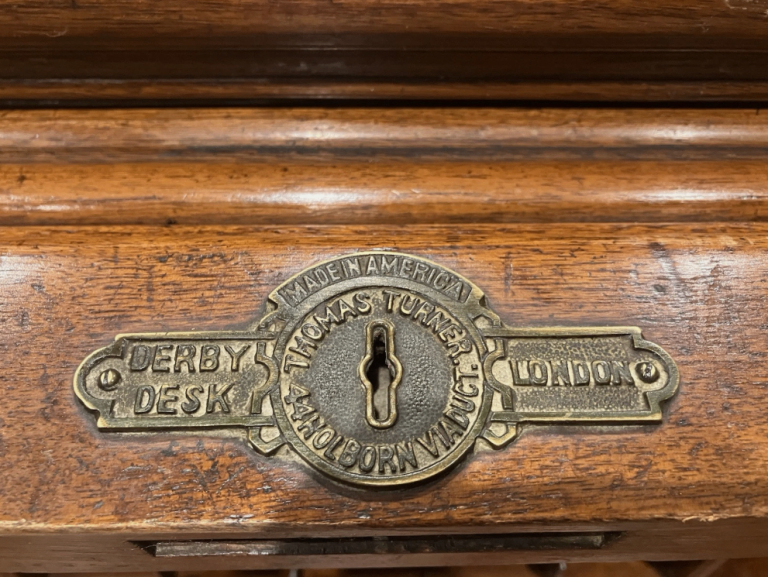 MADE IN AMERICA
THOMAS TURNER.
44 HOLBORN VIADUCT.
DERBY
DESK
LONDON